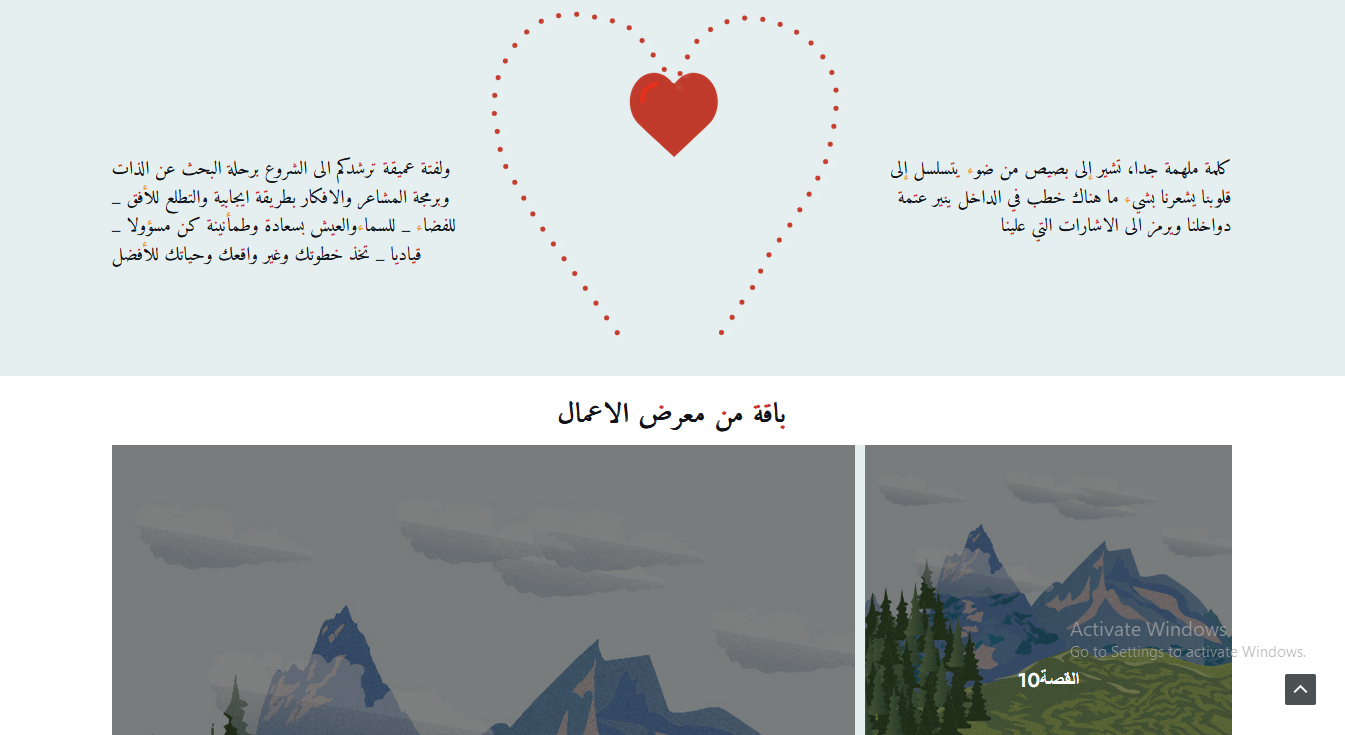 كلمة ملهمة جدا، تشير إلى بصيص من ضوء يتسلسل إلى
قلوبنا يشعرنا بشيء ما هناك خطب في الداخل ينير عتمة
دواخلنا ويرمز الى الاشارات التي علينا
ولفتة عميقة ترشدكم الى الشروع برحلة البحث عن الذات
وبرمجة المشاعر والافكار بطريقة ايجابية والتطلع للأفق _
للفضاء _ للسماءوالعيش بسعادة وطمأنينة كن مسؤولا _
قياديا _ تخذ خطوتك وغير واقعك وحياتك للأفضل
باقة من معرض الاعمال
القصة10
Activate Windows
Go to Settings to activate Windows.